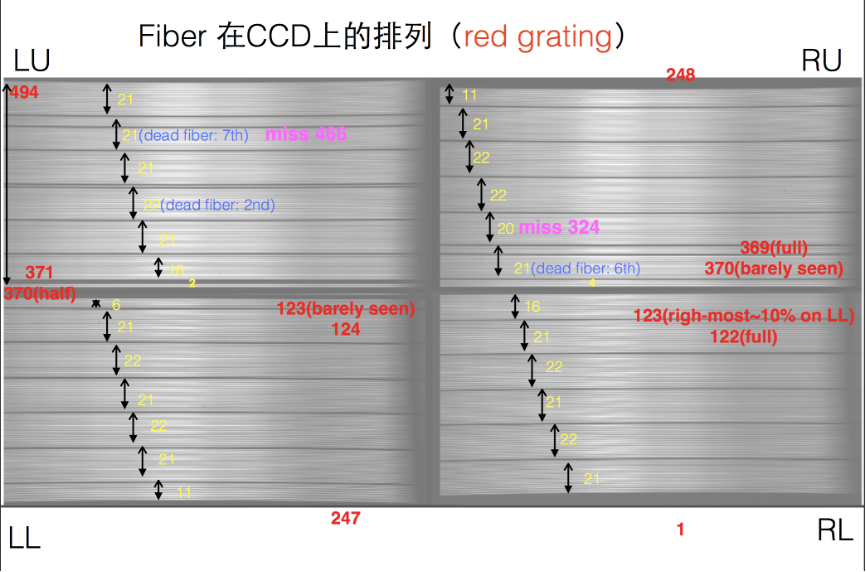 Fiber 在CCD上的排列（red grating）
LU
RU
494
248
21
11
21(dead fiber: 7th)
miss 466
21
21
22
22(dead fiber: 2nd)
22
21
20
miss 324
16
369(full)
371
21(dead fiber: 6th)
370(barely seen)
370(half)
2
4
6
123(barely seen)
124
16
123(righ-most~10% on LL)
122(full)
21
21
22
22
21
21
22
22
21
21
11
247
1
LL
RL